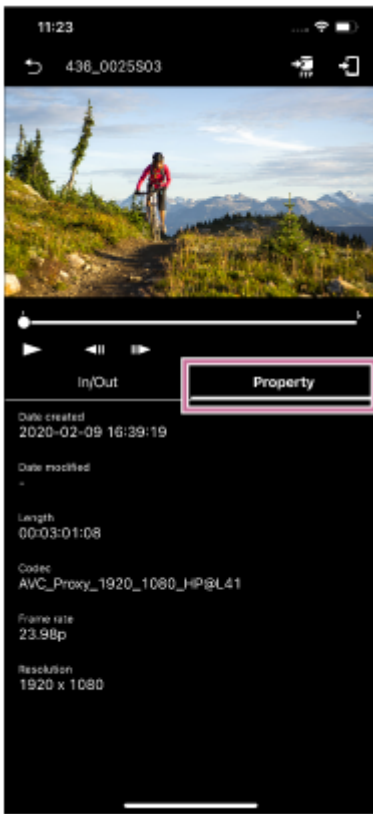 11:23
436_0025S03
FTP
In/Out
Property
Date created
2020-02-09 16:39:19
Date modified
-
Length
00:03:01:08
Codec
AVC_Proxy_1920_1080_HP@L41
Frame rate
23.98p
Resolution
1920 x 1080